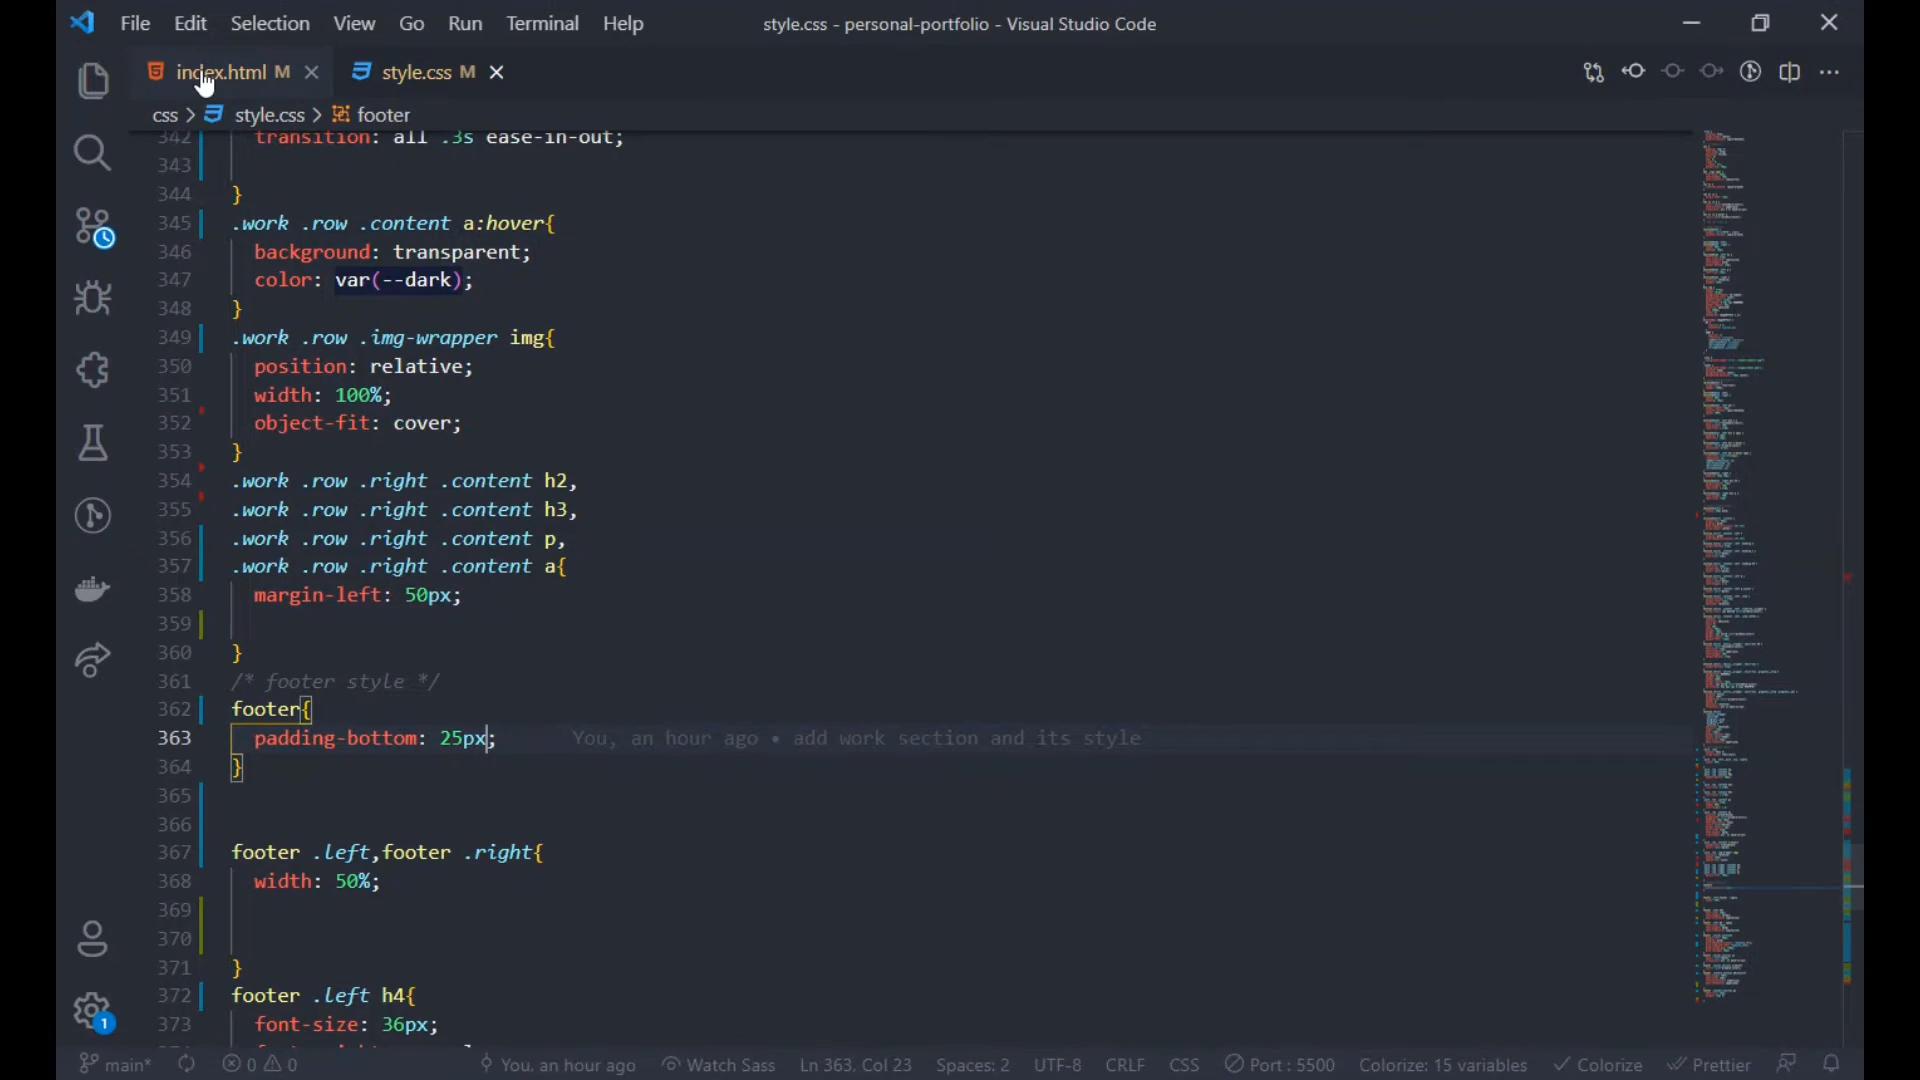 File Edit Selection View Go Run Terminal Help style.css - personal-portfolio - Visual Studio Code
index.html M style.css M
css > style.css > footer
342 transition: all .3s ease-in-out;
343
344 }
345 .work .row .content a:hover{
346 background: transparent;
347 color: var(--dark);
348 }
349 .work .row .img-wrapper img{
350 position: relative;
351 width: 100%;
352 object-fit: cover;
353 }
354 .work .row .right .content h2,
355 .work .row .right .content h3,
356 .work .row .right .content p,
357 .work .row .right .content a{
358 margin-left: 50px;
359
360 }
361 /* footer style */
362 footer{
363 padding-bottom: 25px; You, an hour ago • add work section and its style
364 }
365
366
367 footer .left,footer .right{
368 width: 50%;
369
370
371 }
372 footer .left h4{
373 font-size: 36px;
1
main* 0 0 You, an hour ago Watch Sass Ln 363, Col 23 Spaces: 2 UTF-8 CRLF CSS Port : 5500 Colorize: 15 variables Colorize Prettier